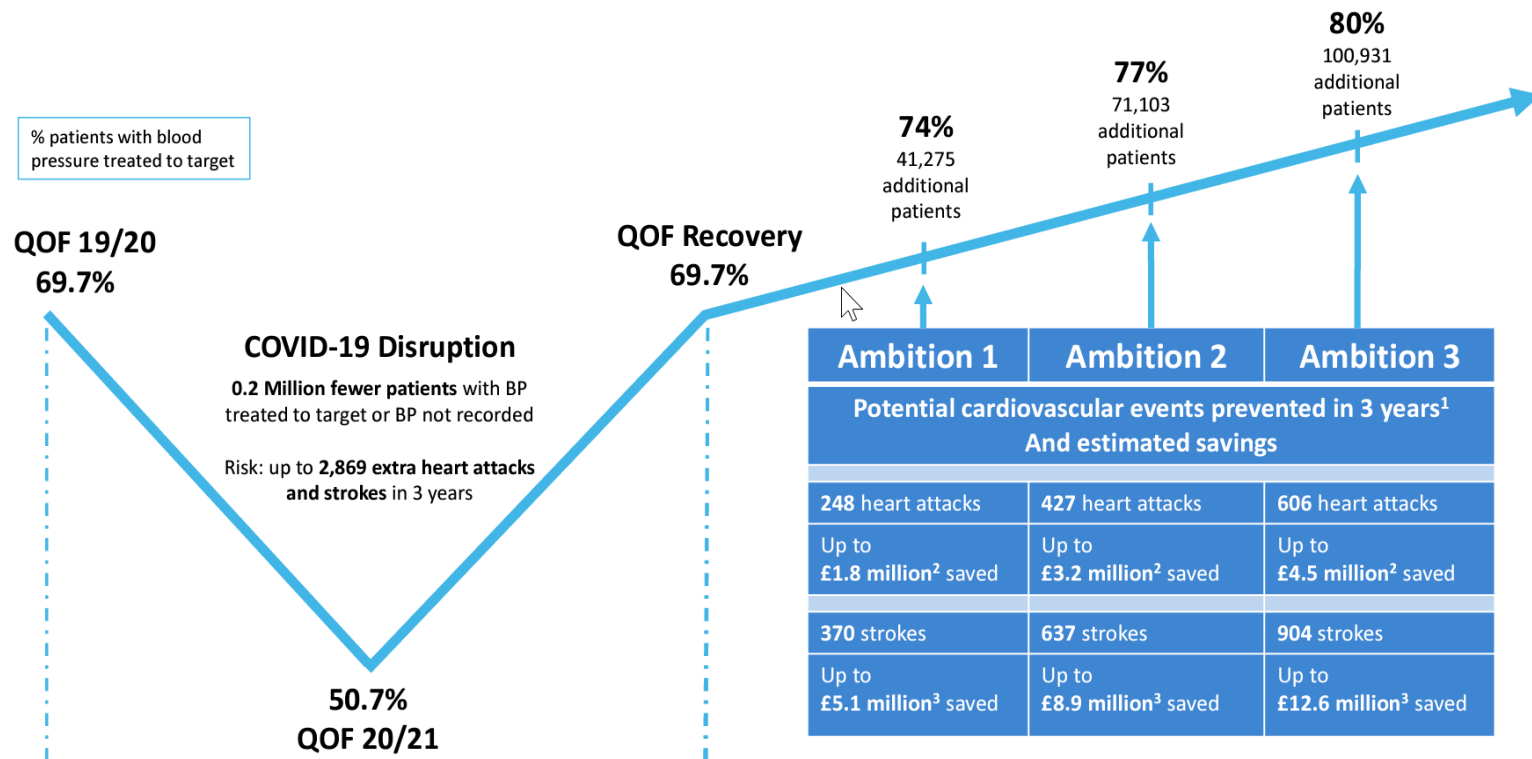 % patients with blood
pressure treated to target
QOF 19/20
69.7%
COVID-19 Disruption
0.2 Million fewer patients with BP
treated to target or BP not recorded
Risk: up to 2,869 extra heart attacks
and strokes in 3 years
50.7%
QOF 20/21
QOF Recovery
69.7%
74%
41,275
additional
patients
77%
71,103
additional
patients
80%
100,931
additional
patients
Ambition 1
Ambition 2
Ambition 3
Potential cardiovascular events prevented in 3 years¹
And estimated savings
248 heart attacks
427 heart attacks
606 heart attacks
Up to
£1.8 million² saved
Up to
£3.2 million² saved
Up to
£4.5 million² saved
370 strokes
637 strokes
904 strokes
Up to
£5.1 million³ saved
Up to
£8.9 million³ saved
Up to
£12.6 million³ saved